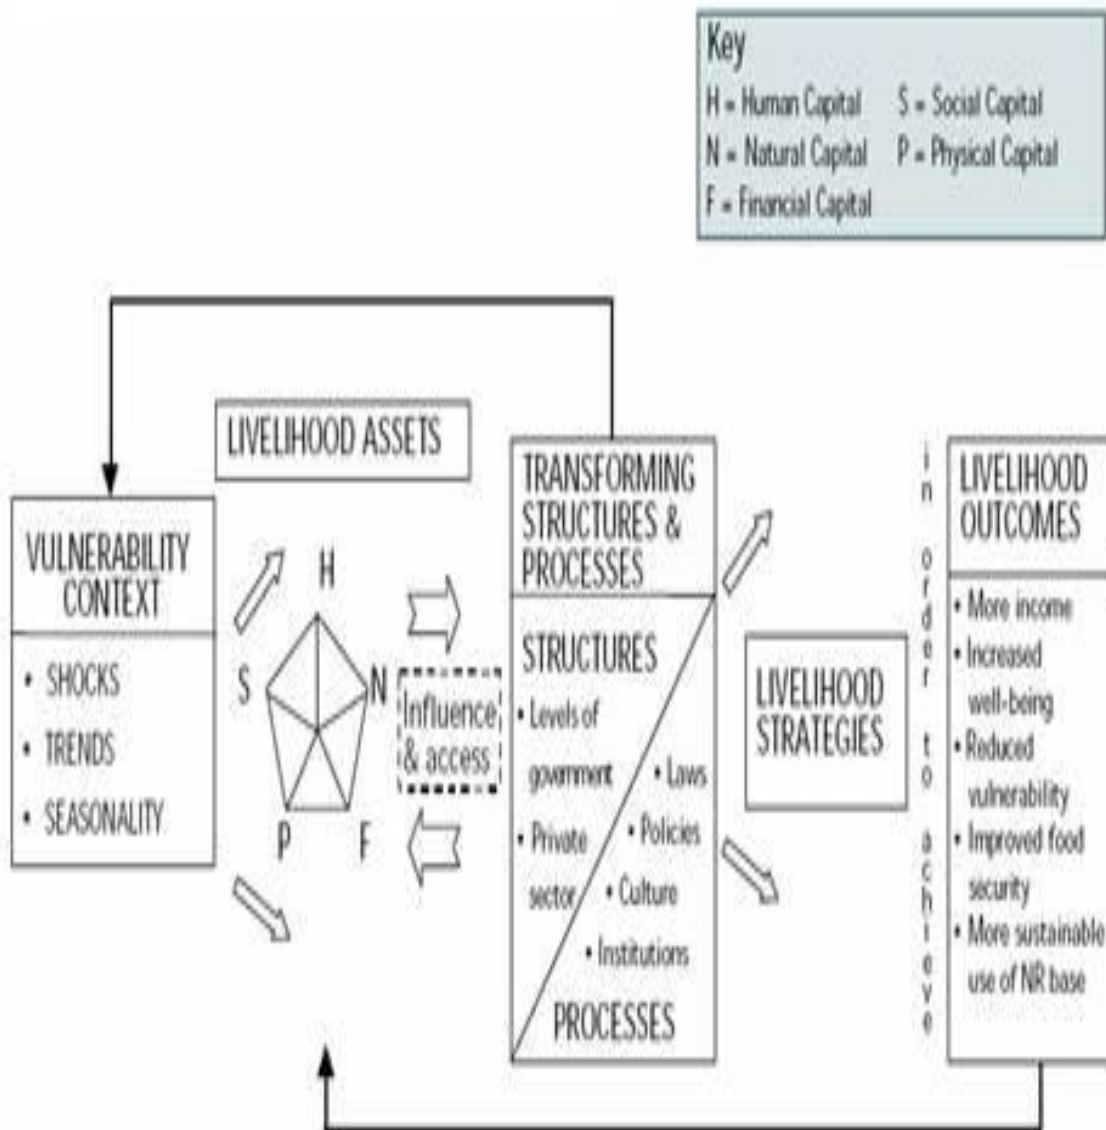 Key
H = Human Capital S = Social Capital
N = Natural Capital P = Physical Capital
F = Financial Capital
LIVELIHOOD ASSETS
VULNERABILITY
CONTEXT
• SHOCKS
• TRENDS
• SEASONALITY
H
S
N
P
F
Influence
& access
TRANSFORMING
STRUCTURES &
PROCESSES
STRUCTURES
• Levels of
government
• Private
sector
• Laws
• Policies
• Culture
• Institutions
PROCESSES
LIVELIHOOD
STRATEGIES
in order to achieve
LIVELIHOOD
OUTCOMES
• More income
• Increased
well-being
• Reduced
vulnerability
• Improved food
security
• More sustainable
use of NR base